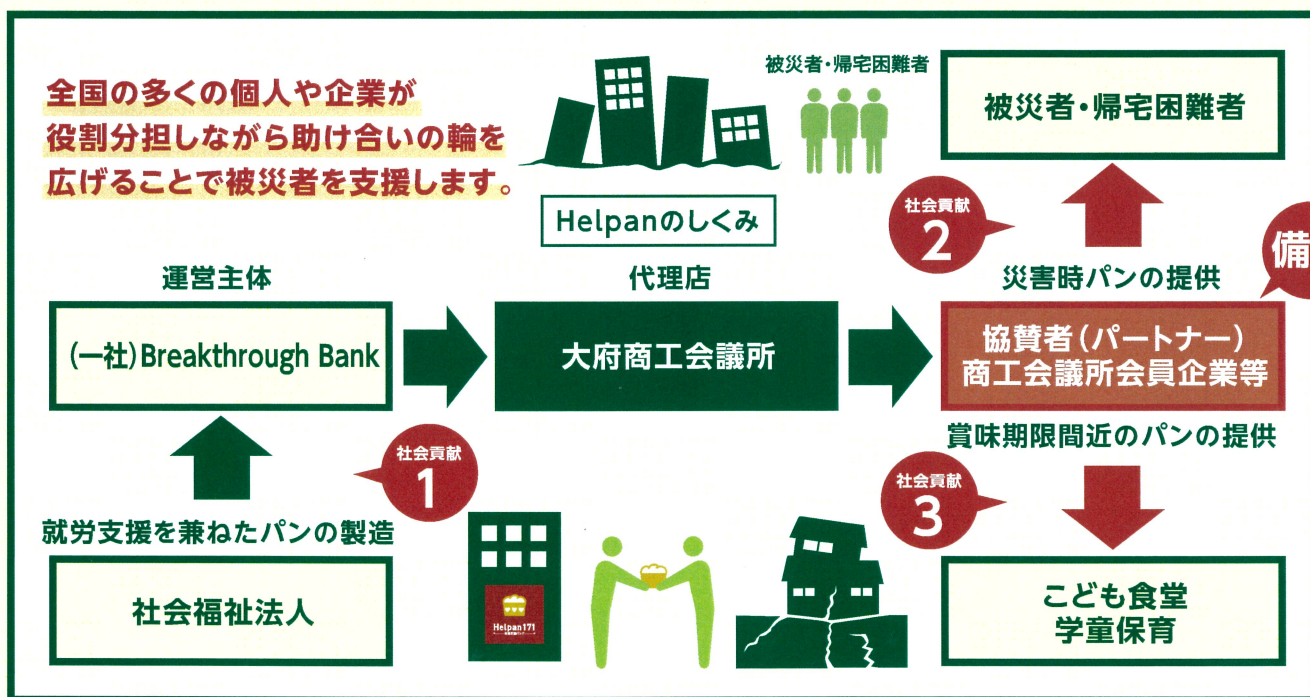 全国の多くの個人や企業が
役割分担しながら助け合いの輪を
広げることで被災者を支援します。
被災者・帰宅困難者
被災者・帰宅困難者
Helpanのしくみ
社会貢献
2
備
運営主体
代理店
災害時パンの提供
(一社)Breakthrough Bank
大府商工会議所
協賛者(パートナー)
商工会議所会員企業等
社会貢献
1
賞味期限間近のパンの提供
社会貢献
3
就労支援を兼ねたパンの製造
社会福祉法人
Helpan171
こども食堂
学童保育